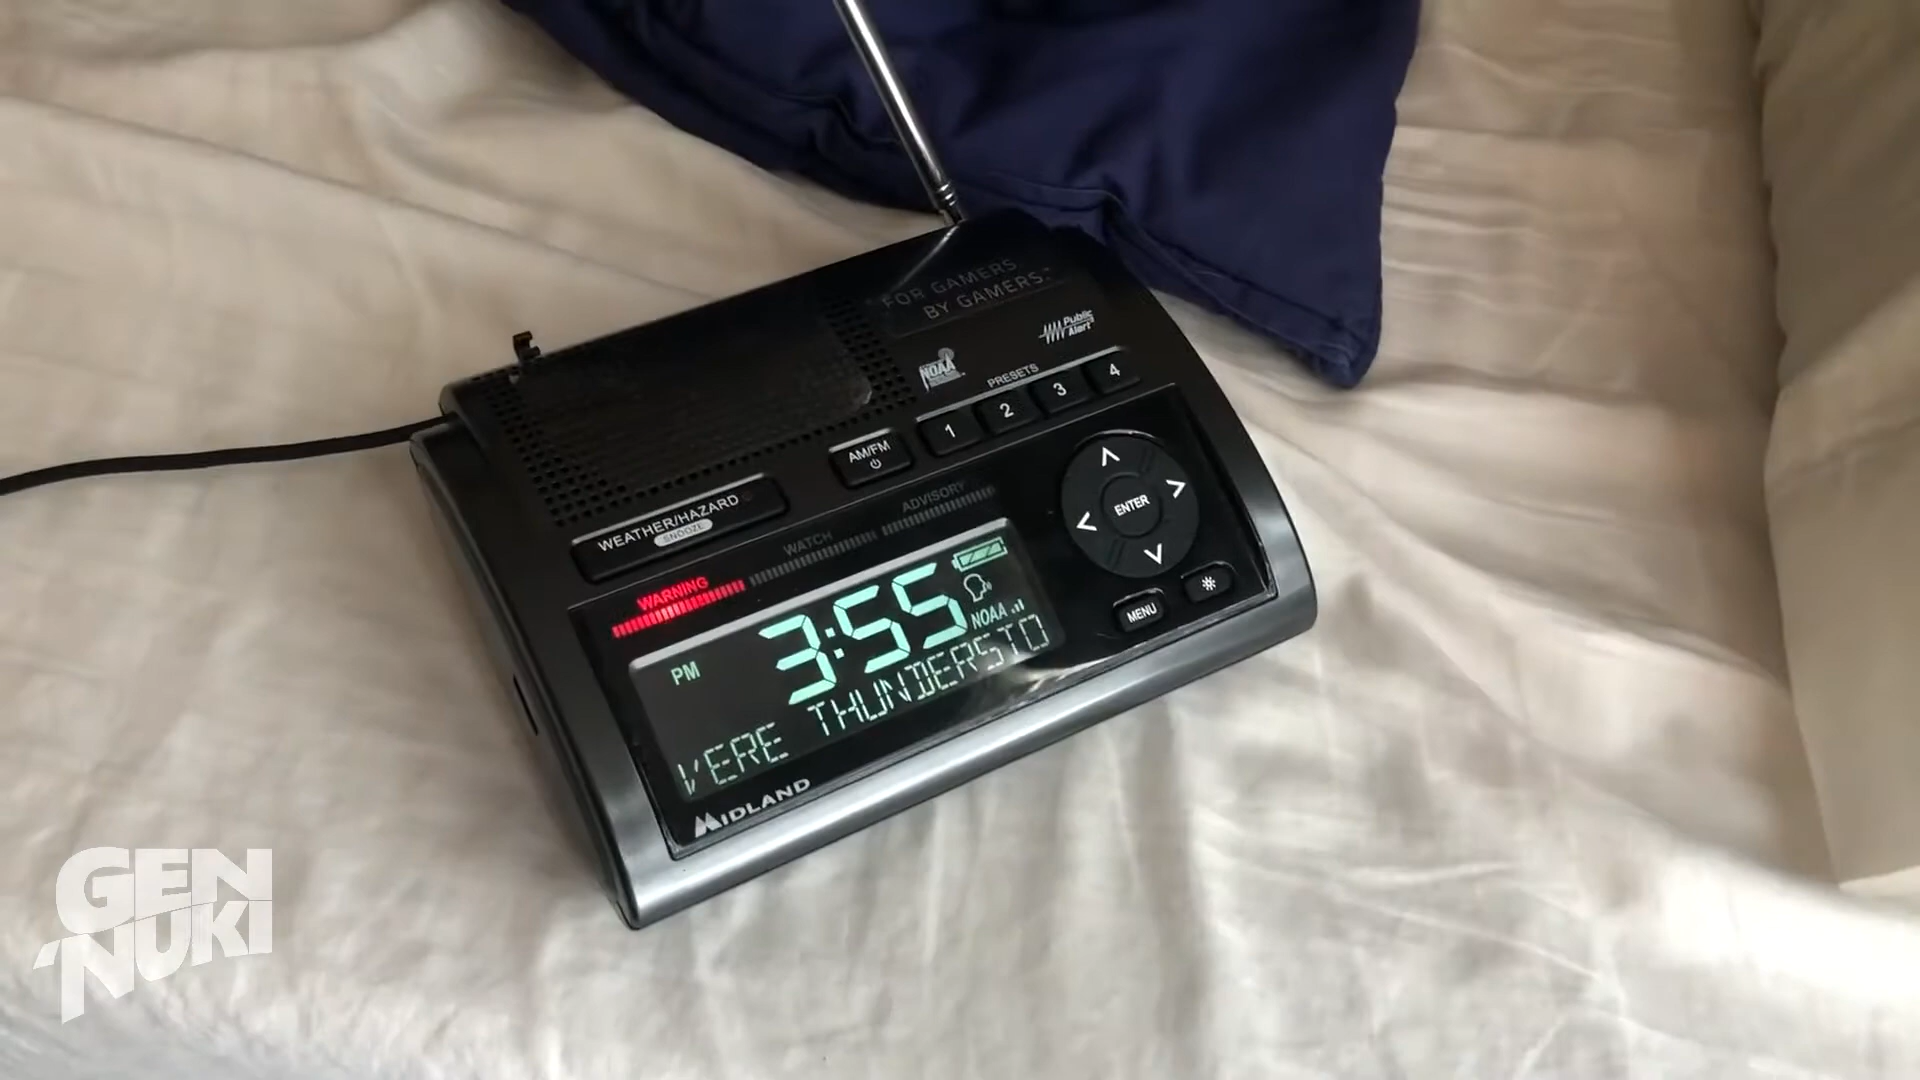 FOR GAMERS
BY GAMERS.™
Public
Alert
NOAA
PRESETS
1 2 3 4
AM/FM
WEATHER/HAZARD
SNOOZE
WARNING WATCH ADVISORY
ENTER
MENU
PM 3:55 NOAA
VERE THUNDERSTO
MIDLAND
GEN
NUKI